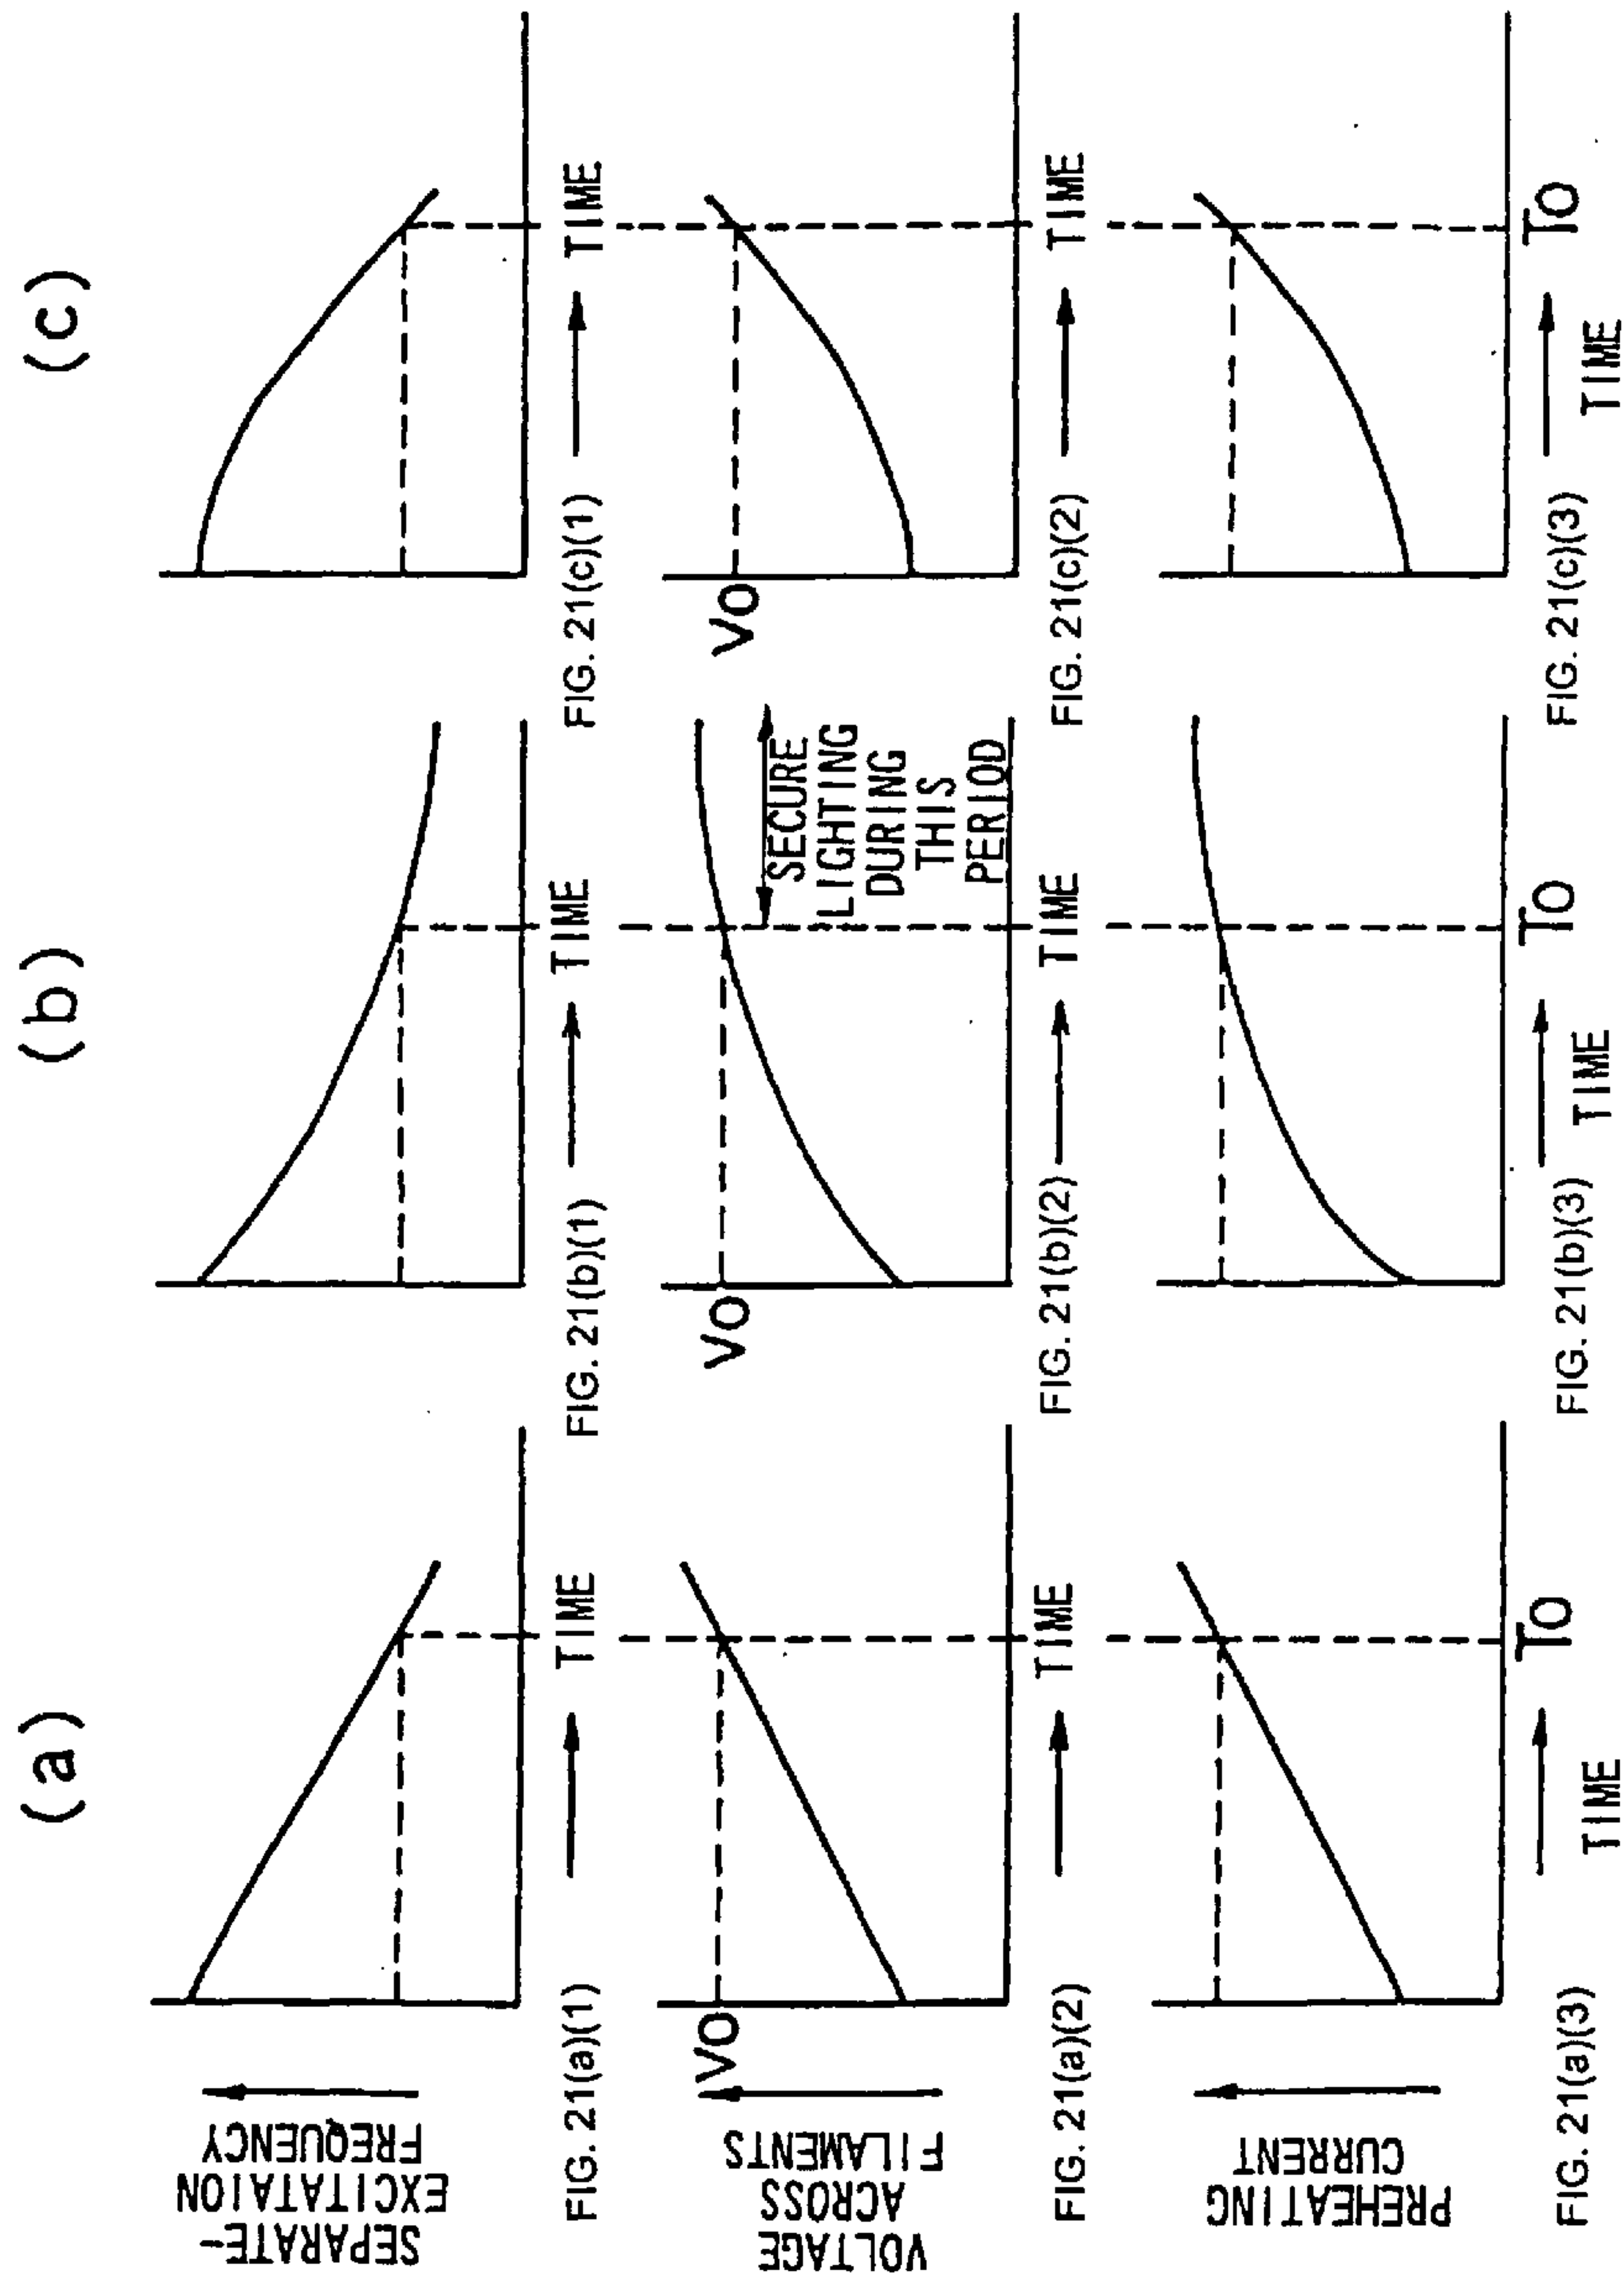 (a)
(b)
(c)
SEPARATE-
EXCITATAION
FREQUENCY
FIG. 21(a)(1)
TIME
FIG. 21(b)(1)
TIME
FIG. 21(c)(1)
TIME
VOLTAGE
ACROSS
FILAMENTS
Vo
Vo
SECURE
LIGHTING
DURING
THIS
PERIOD
Vo
FIG. 21(a)(2)
TIME
FIG. 21(b)(2)
TIME
FIG. 21(c)(2)
TIME
PREHEATING
CURRENT
To
To
To
FIG. 21(a)(3)
TIME
FIG. 21(b)(3)
TIME
FIG. 21(c)(3)
TIME